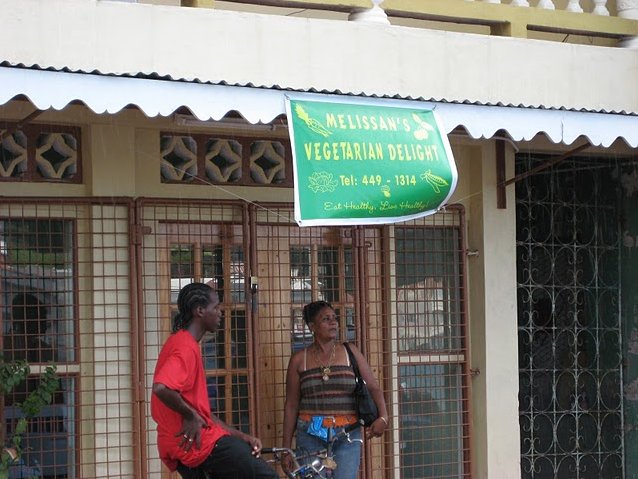 MELISSAN'S
VEGETARIAN DELIGHT
Tel: 449 - 1314
Eat Healthy, Live Healthy!